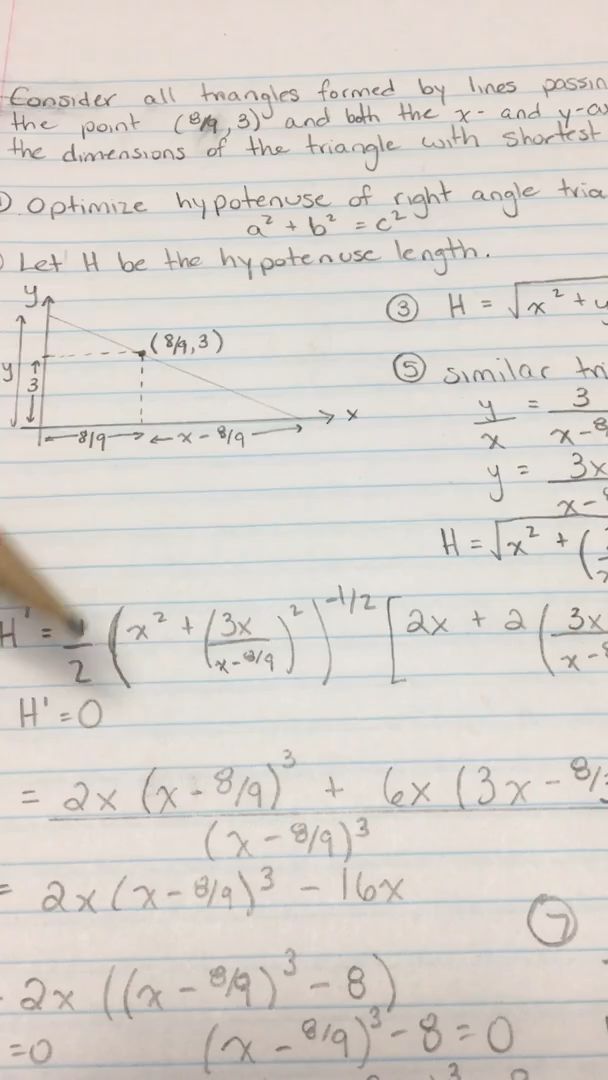 Consider all triangles formed by lines passin
the point (8/9, 3) and both the x- and y-ax
the dimensions of the triangle with shortest
Optimize hypotenuse of right angle tria
a² + b² = c²
Let H be the hypotenuse length.
y
③ H = √x² + y
(8/9, 3)
y 3
x
8/9 x - 8/9
⑤ similar tri
y/x = 3/x-8
y = 3x/x-8
H = √x² + (
H' = 1/2 (x² + (3x/x-8/9)²)^-1/2 [2x + 2 (3x/x-8
H' = 0
= 2x (x - 8/9)³ + 6x (3x - 8/
(x - 8/9)³
= 2x (x - 8/9)³ - 16x
⑦
2x ((x - 8/9)³ - 8)
=0 (x - 8/9)³ - 8 = 0